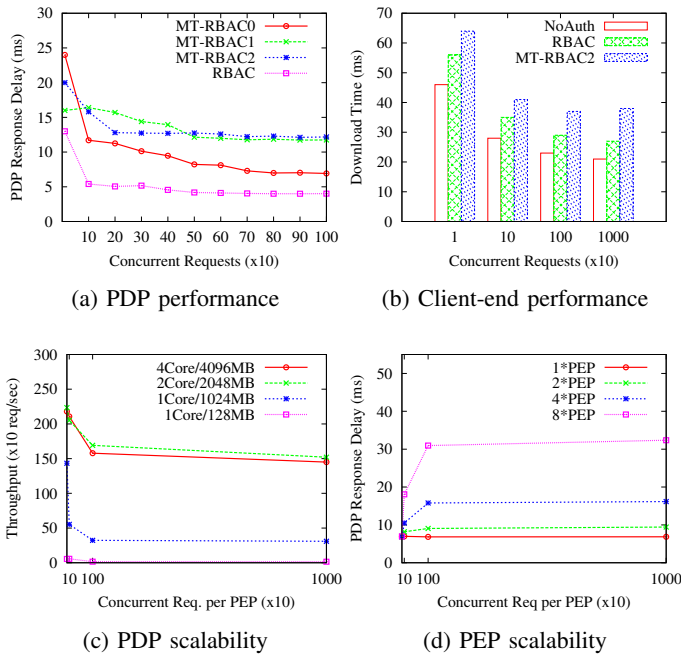 30
25
20
15
10
5
0
PDP Response Delay (ms)
MT-RBAC0
MT-RBAC1
MT-RBAC2
RBAC
10 20 30 40 50 60 70 80 90 100
Concurrent Requests (x10)
(a) PDP performance
70
60
50
40
30
20
10
0
Download Time (ms)
NoAuth
RBAC
MT-RBAC2
1 10 100 1000
Concurrent Requests (x10)
(b) Client-end performance
300
250
200
150
100
50
0
Throughput (x10 req/sec)
4Core/4096MB
2Core/2048MB
1Core/1024MB
1Core/128MB
10 100 1000
Concurrent Req. per PEP (x10)
(c) PDP scalability
50
40
30
20
10
0
PDP Response Delay (ms)
1*PEP
2*PEP
4*PEP
8*PEP
10 100 1000
Concurrent Req per PEP (x10)
(d) PEP scalability